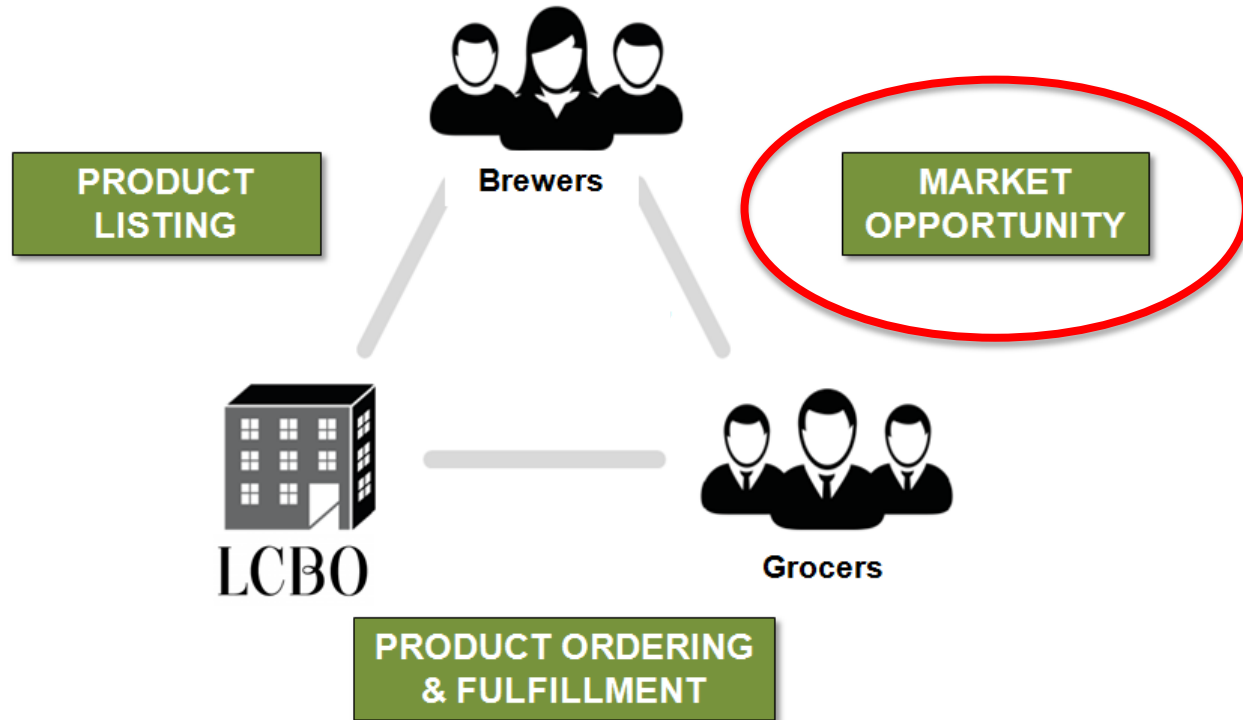 Brewers
PRODUCT
LISTING
MARKET
OPPORTUNITY
LCBO
Grocers
PRODUCT ORDERING
& FULFILLMENT